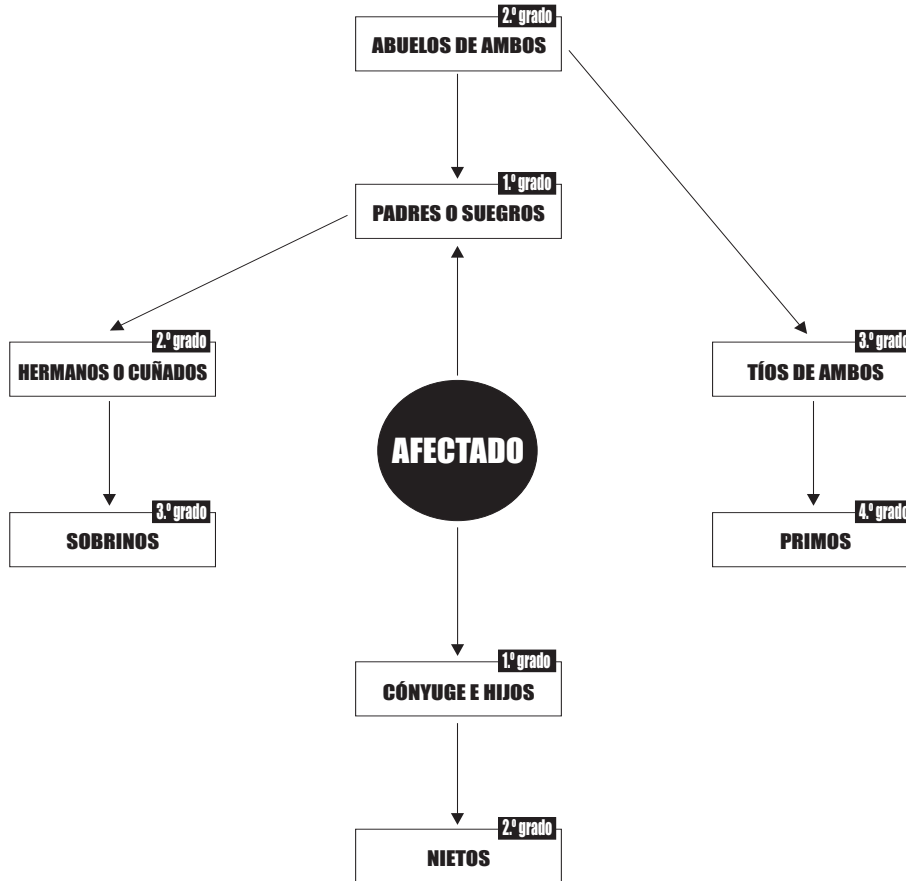 2.º grado
ABUELOS DE AMBOS
1.º grado
PADRES O SUEGROS
2.º grado
HERMANOS O CUÑADOS
3.º grado
TÍOS DE AMBOS
AFECTADO
3.º grado
SOBRINOS
4.º grado
PRIMOS
1.º grado
CÓNYUGE E HIJOS
2.º grado
NIETOS